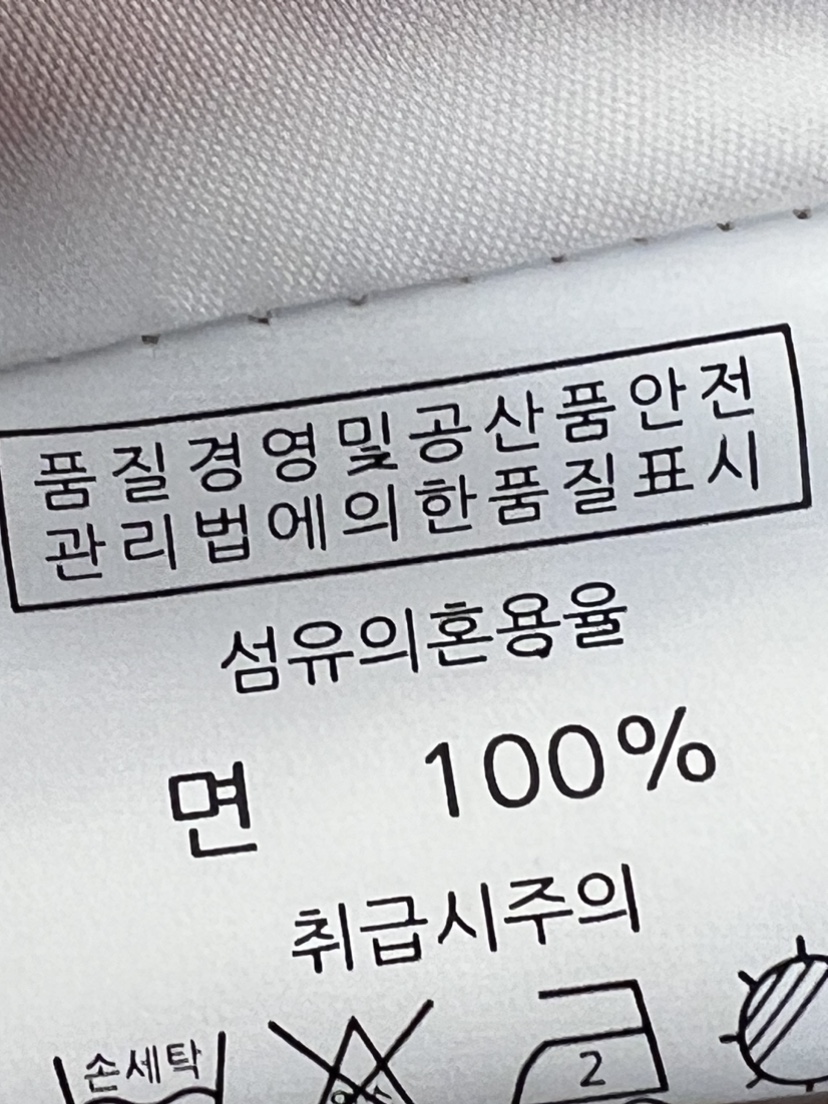 품질경영및공산품안전
관리법에의한품질표시
섬유의혼용율
면 100%
취급시주의
손세탁
2